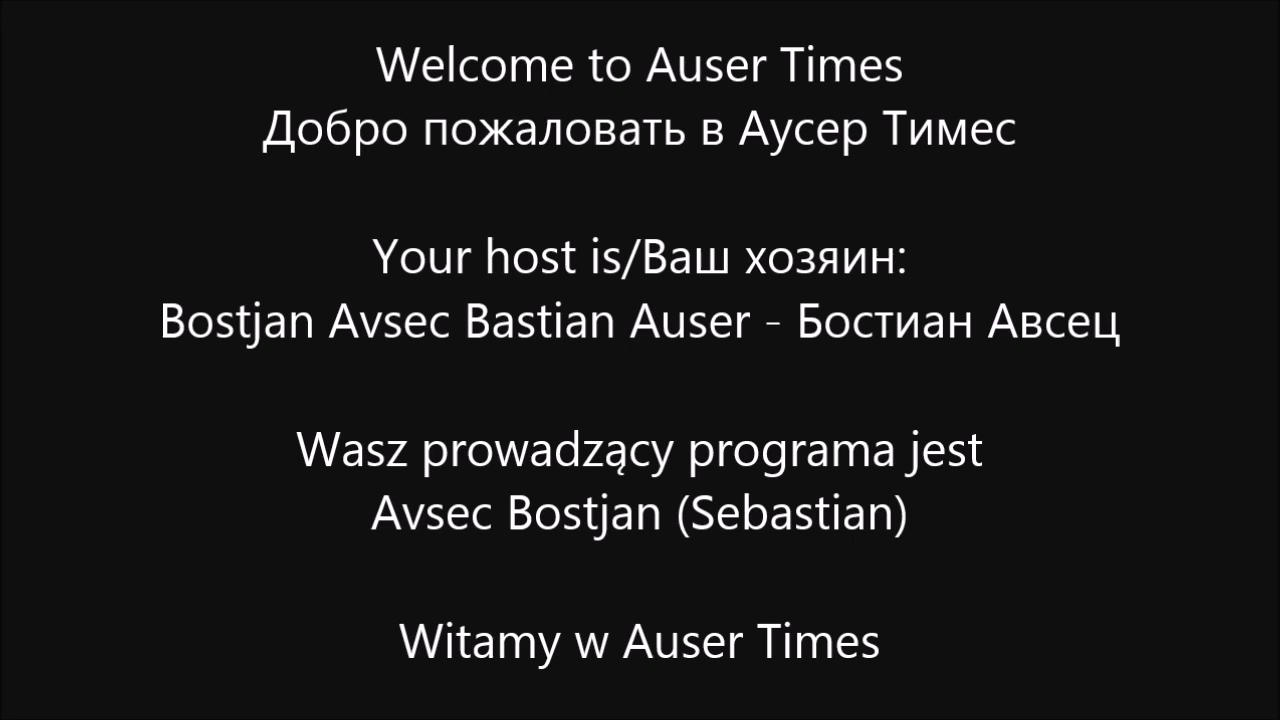 Welcome to Auser Times
Добро пожаловать в Аусер Тимес
Your host is/Ваш хозяин:
Bostjan Avsec Bastian Auser - Бостиан Авсец
Wasz prowadzący programa jest
Avsec Bostjan (Sebastian)
Witamy w Auser Times